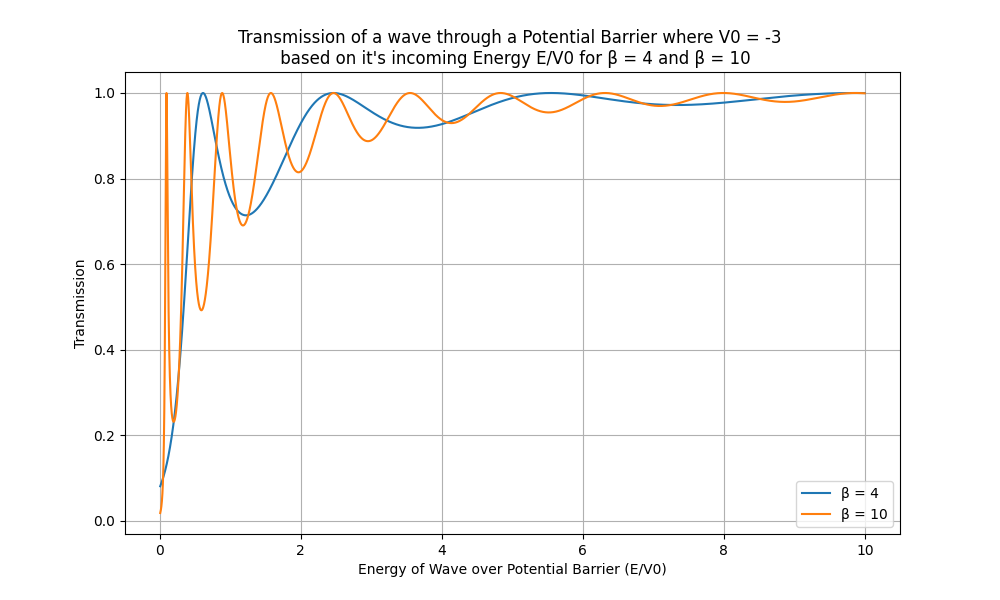 Transmission of a wave through a Potential Barrier where V0 = -3
based on it's incoming Energy E/V0 for β = 4 and β = 10
1.0
0.8
0.6
0.4
0.2
0.0
Transmission
0 2 4 6 8 10
Energy of Wave over Potential Barrier (E/V0)
β = 4
β = 10